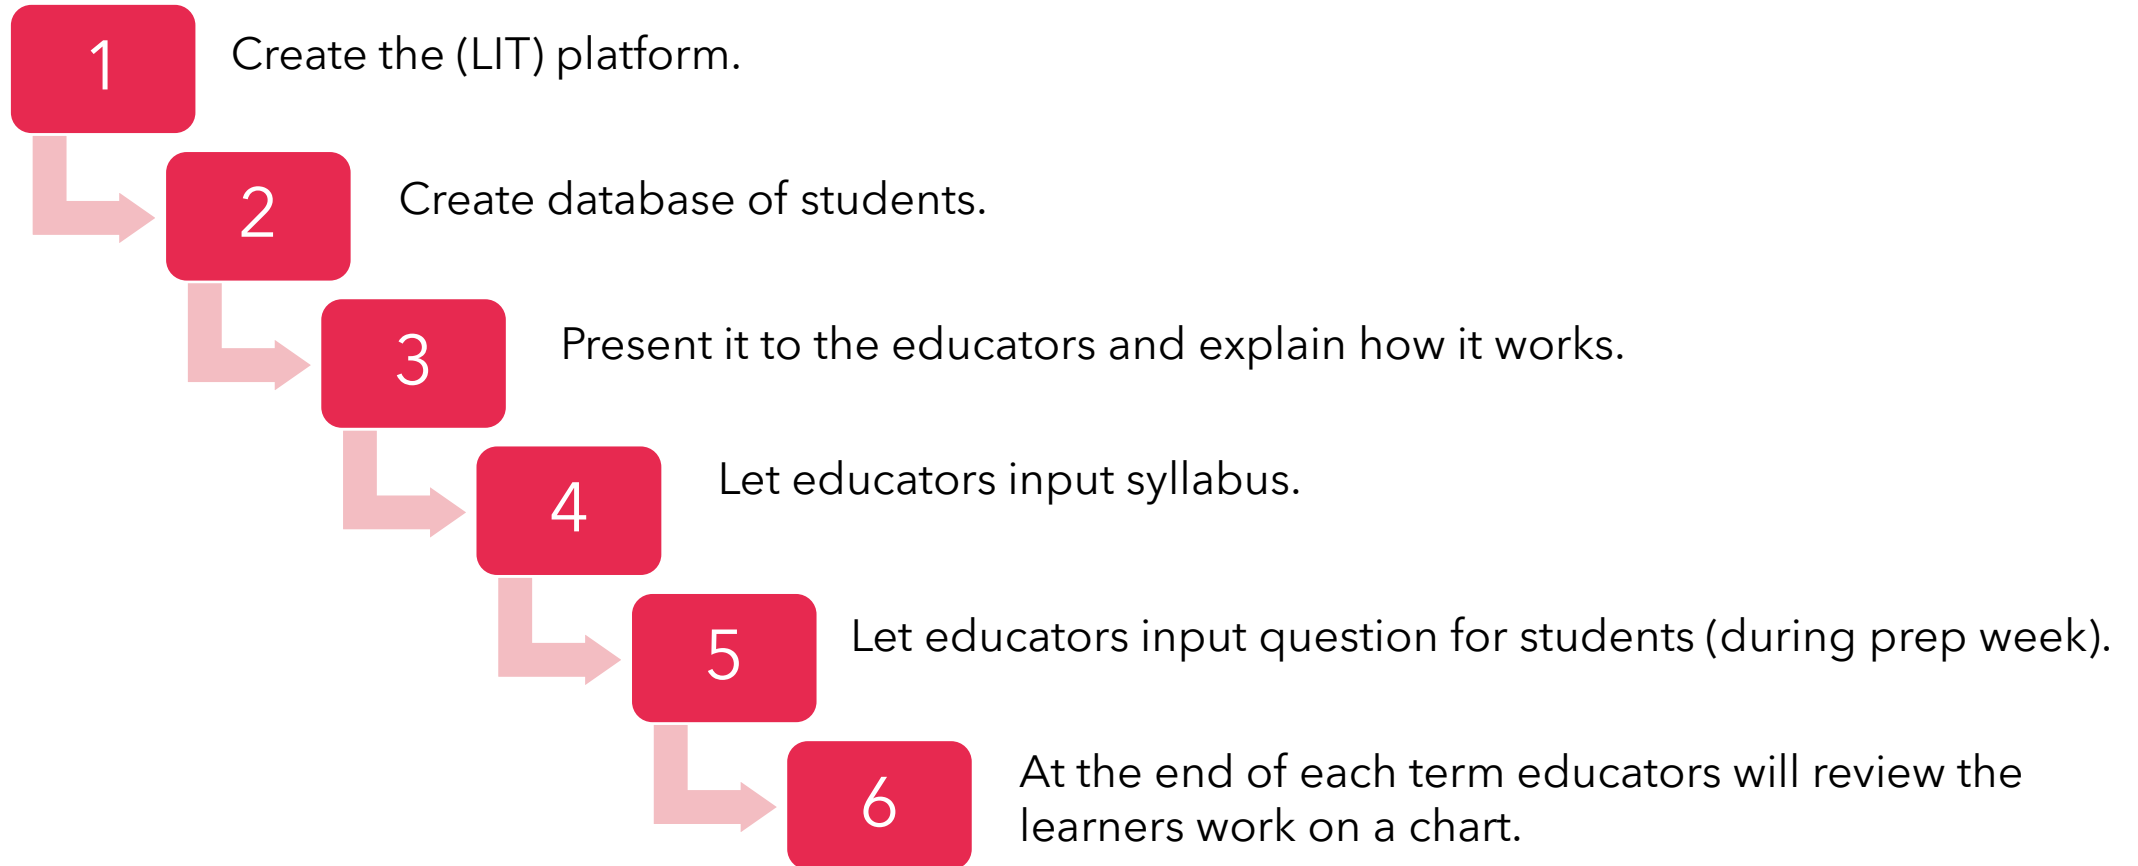 1
Create the (LIT) platform.
2
Create database of students.
3
Present it to the educators and explain how it works.
4
Let educators input syllabus.
5
Let educators input question for students (during prep week).
6
At the end of each term educators will review the
learners work on a chart.